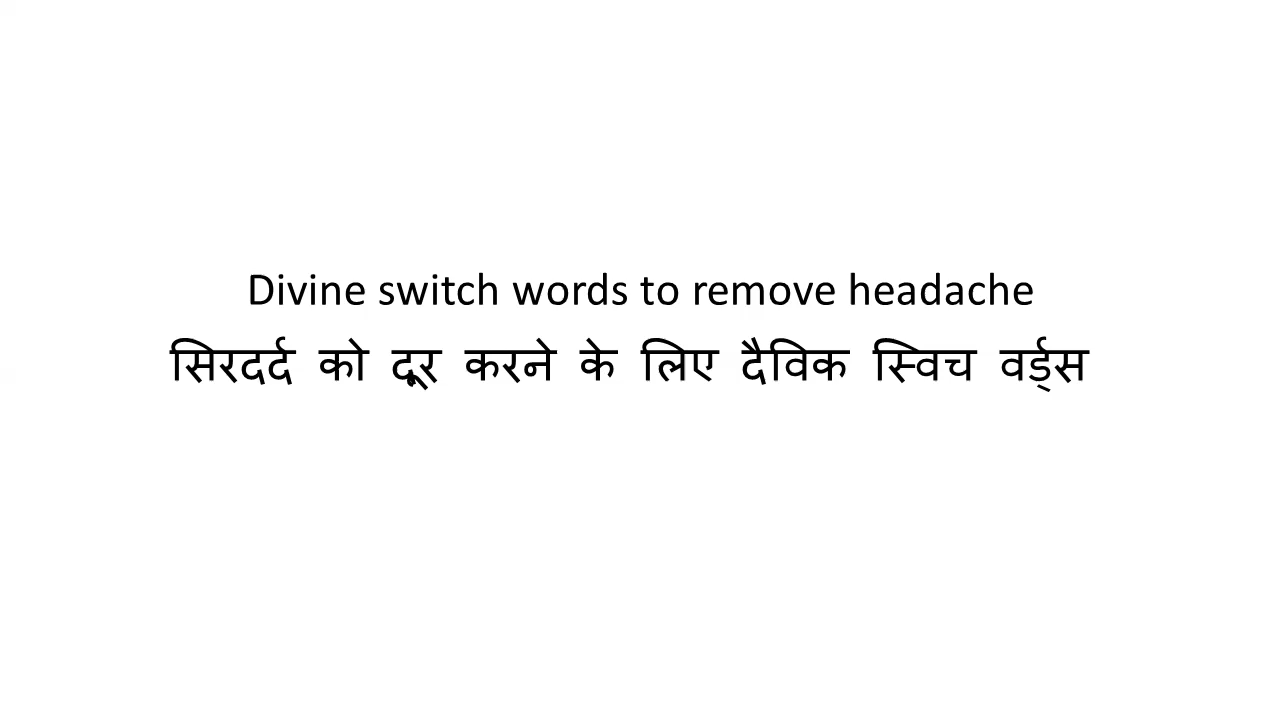 Divine switch words to remove headache
सिरदर्द को दूर करने के लिए दैविक स्विच वर्ड्स